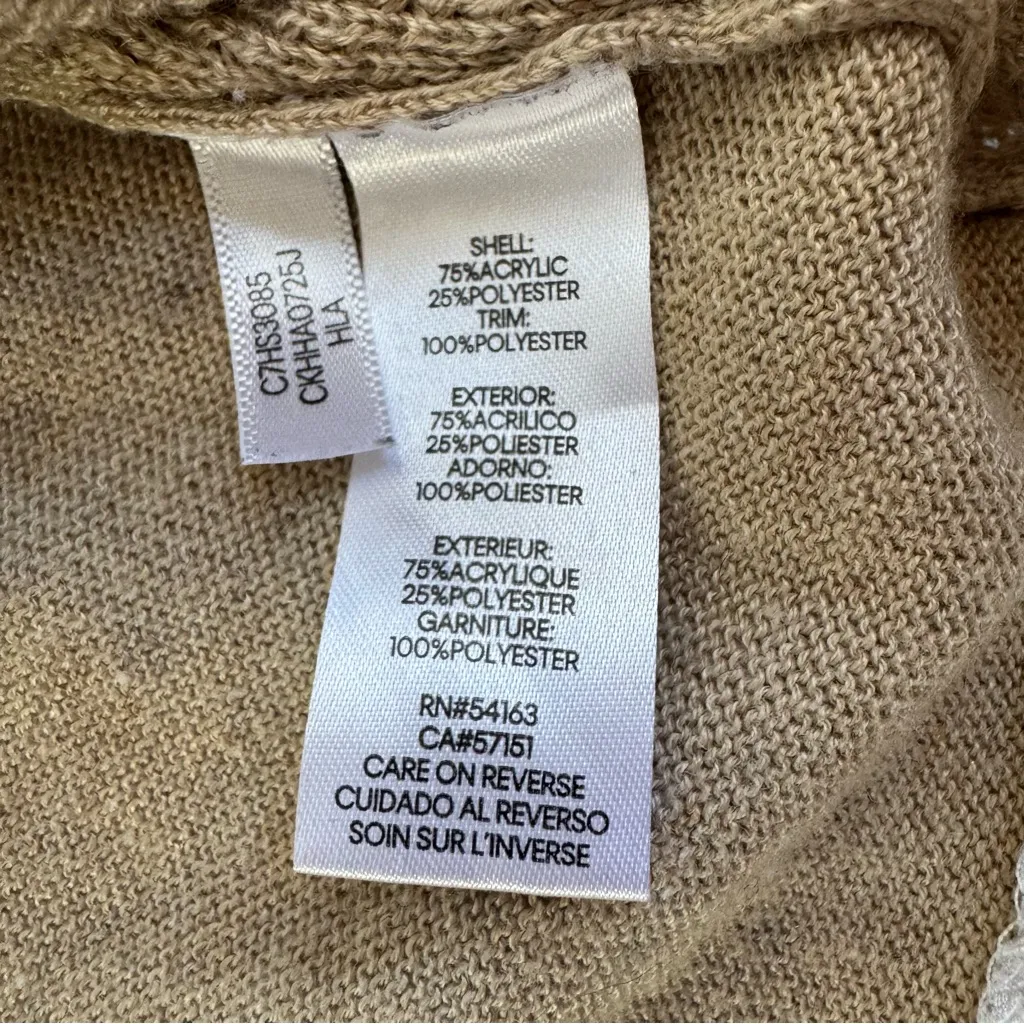 C7HS3085
CKHHA0725J
HLA
SHELL:
75%ACRYLIC
25%POLYESTER
TRIM:
100%POLYESTER
EXTERIOR:
75%ACRILICO
25%POLIESTER
ADORNO:
100%POLIESTER
EXTERIEUR:
75%ACRYLIQUE
25%POLYESTER
GARNITURE:
100%POLYESTER
RN#54163
CA#57151
CARE ON REVERSE
CUIDADO AL REVERSO
SOIN SUR L'INVERSE